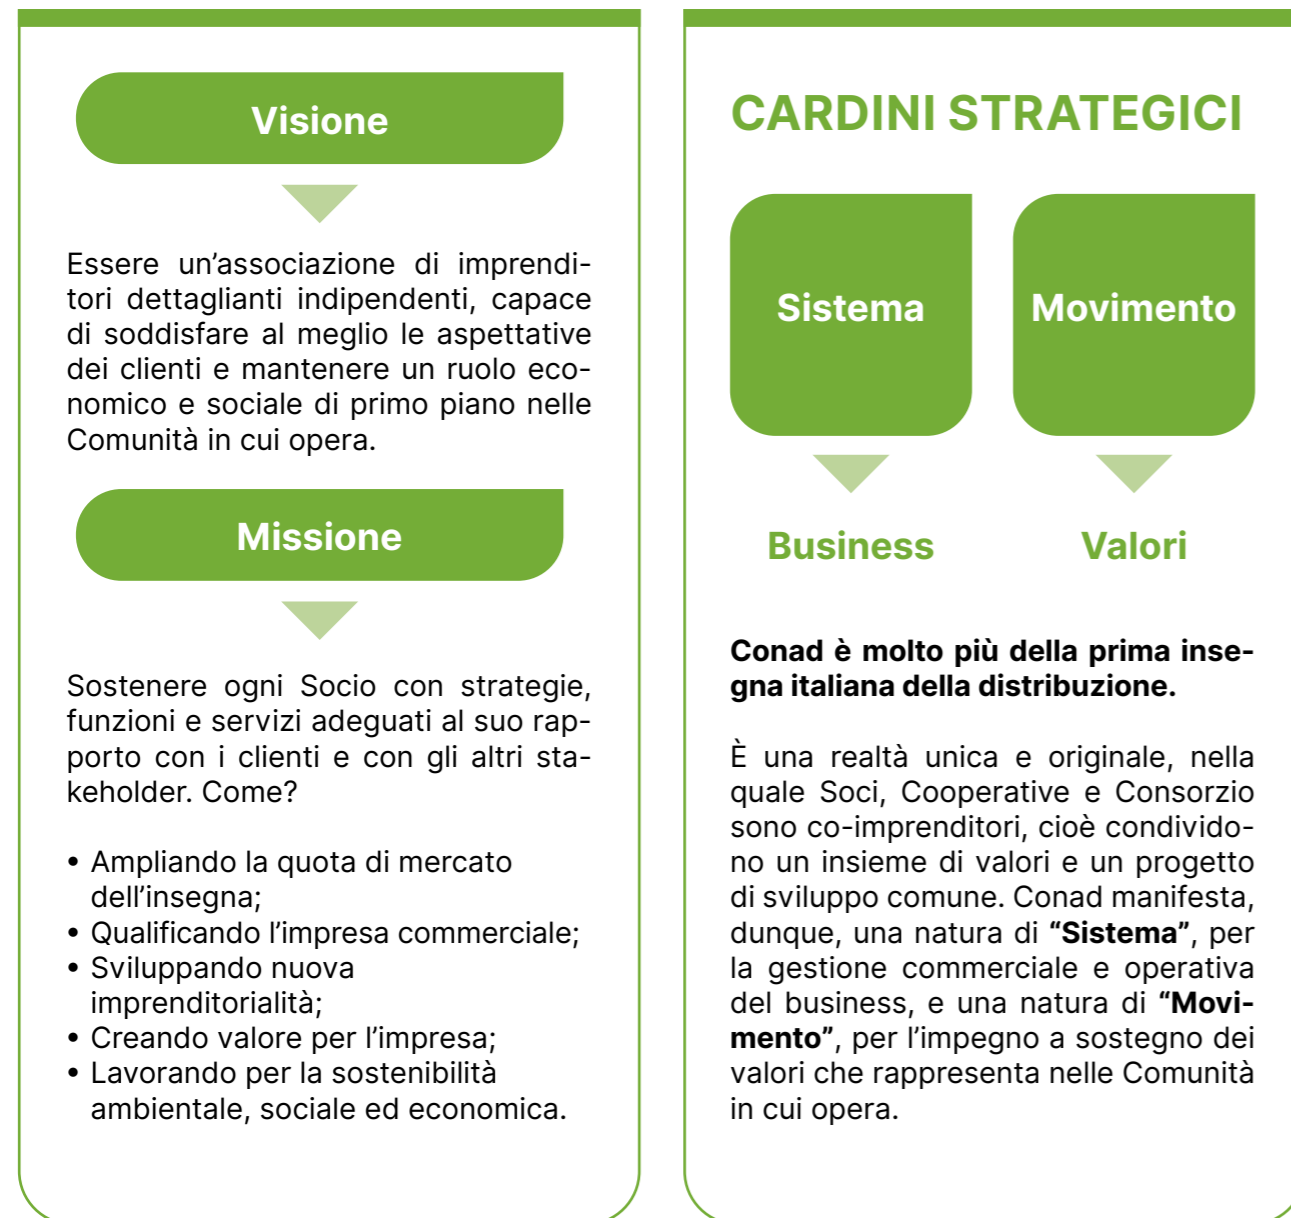 Visione
Essere un’associazione di imprendi-
tori dettaglianti indipendenti, capace
di soddisfare al meglio le aspettative
dei clienti e mantenere un ruolo eco-
nomico e sociale di primo piano nelle
Comunità in cui opera.
Missione
Sostenere ogni Socio con strategie,
funzioni e servizi adeguati al suo rap-
porto con i clienti e con gli altri sta-
keholder. Come?
• Ampliando la quota di mercato
dell’insegna;
• Qualificando l’impresa commerciale;
• Sviluppando nuova
imprenditorialità;
• Creando valore per l’impresa;
• Lavorando per la sostenibilità
ambientale, sociale ed economica.
CARDINI STRATEGICI
Sistema
Movimento
Business
Valori
Conad è molto più della prima inse-
gna italiana della distribuzione.
È una realtà unica e originale, nella
quale Soci, Cooperative e Consorzio
sono co-imprenditori, cioè condivido-
no un insieme di valori e un progetto
di sviluppo comune. Conad manifesta,
dunque, una natura di “Sistema”, per
la gestione commerciale e operativa
del business, e una natura di “Movi-
mento”, per l’impegno a sostegno dei
valori che rappresenta nelle Comunità
in cui opera.